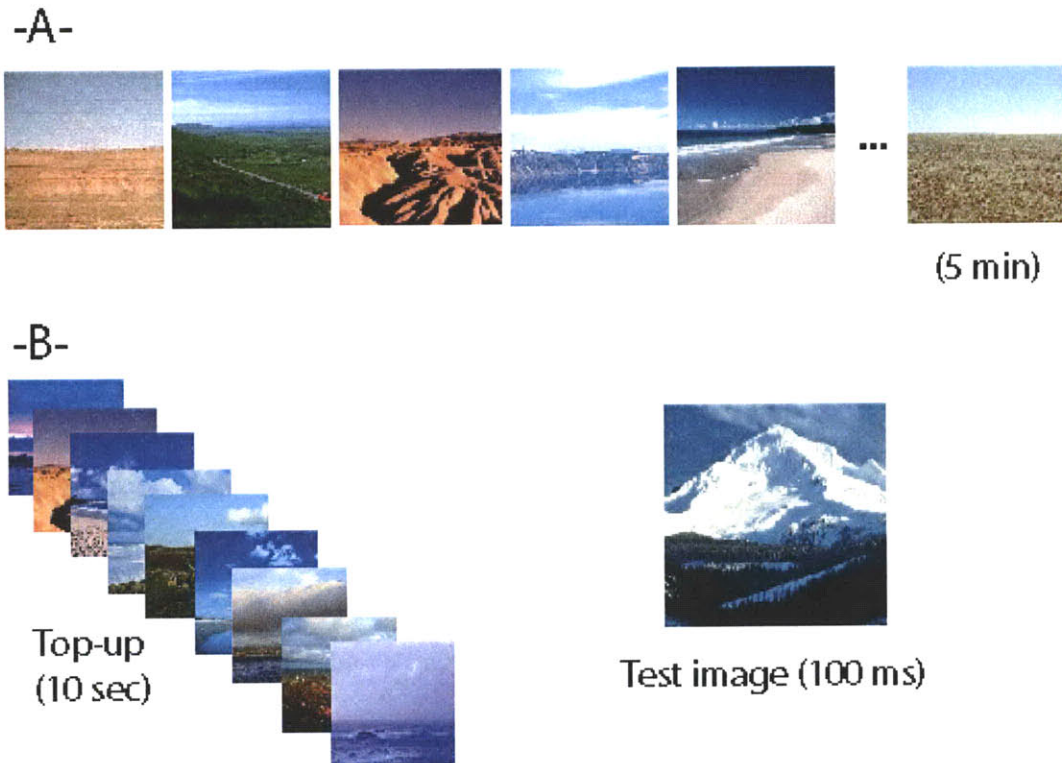 -A-
...
(5 min)
-B-
Top-up
(10 sec)
Test image (100 ms)